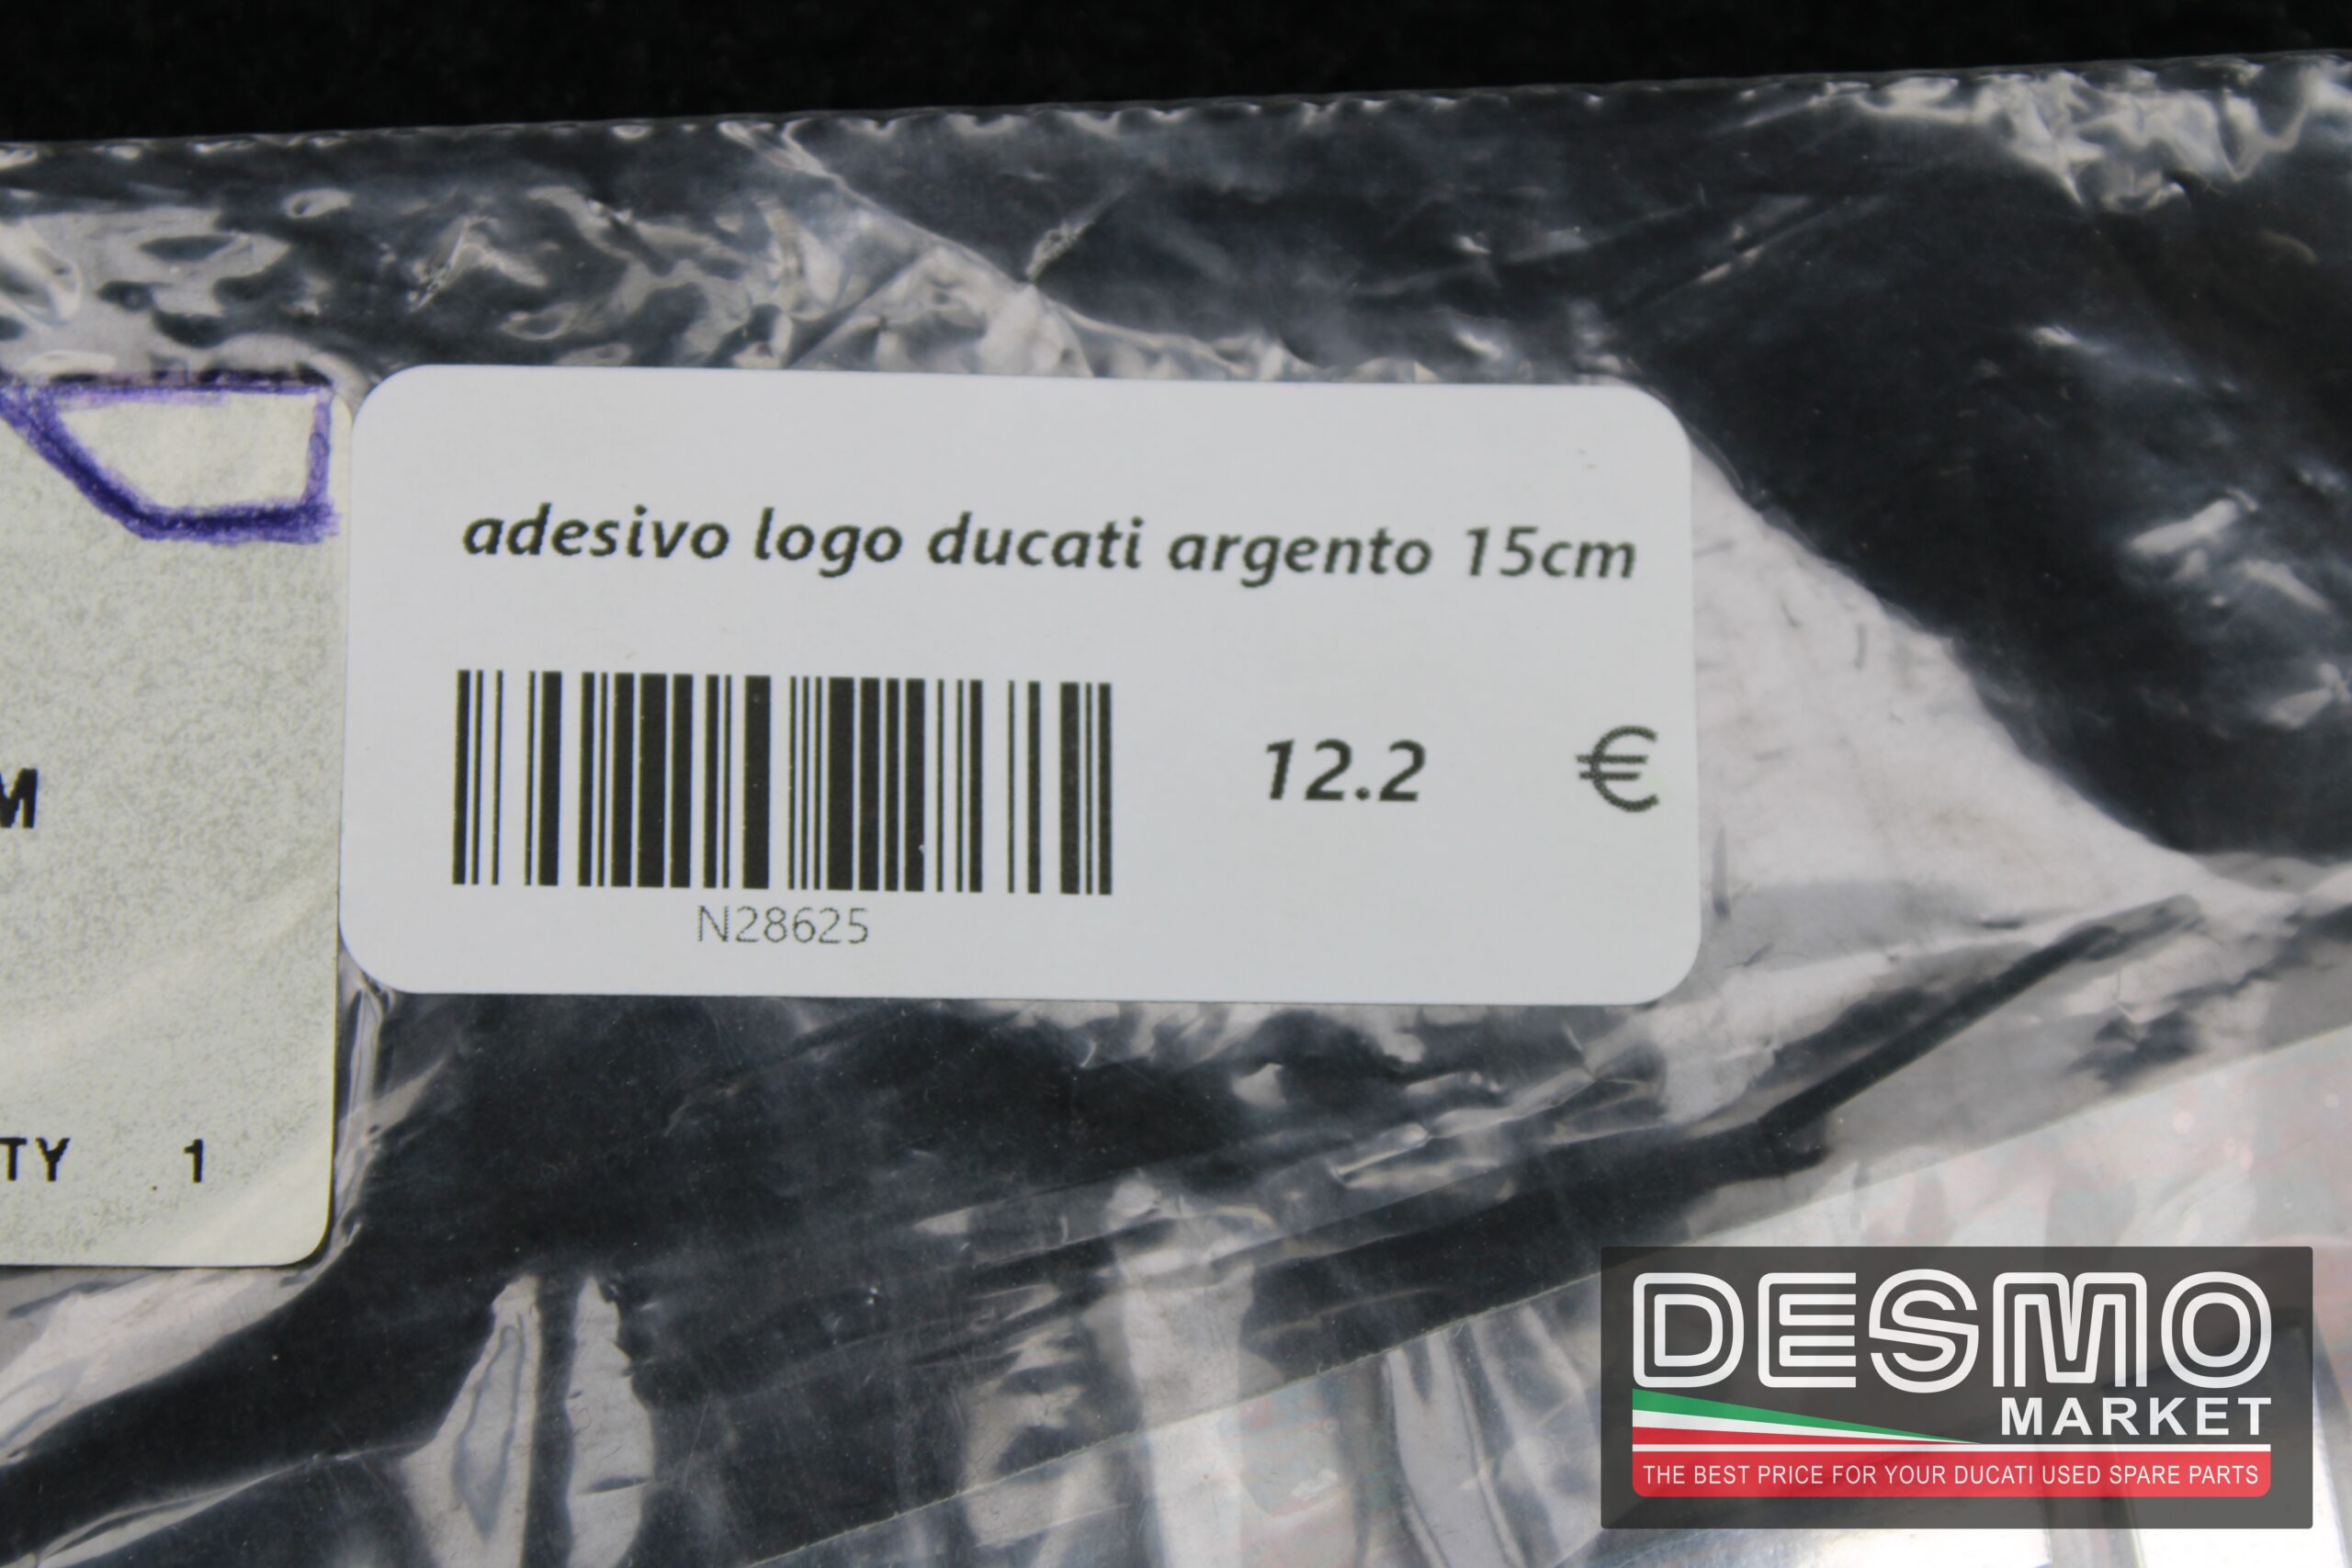 adesivo logo ducati argento 15cm
12.2 €
N28625
M
TY 1
DESMO
MARKET
THE BEST PRICE FOR YOUR DUCATI USED SPARE PARTS